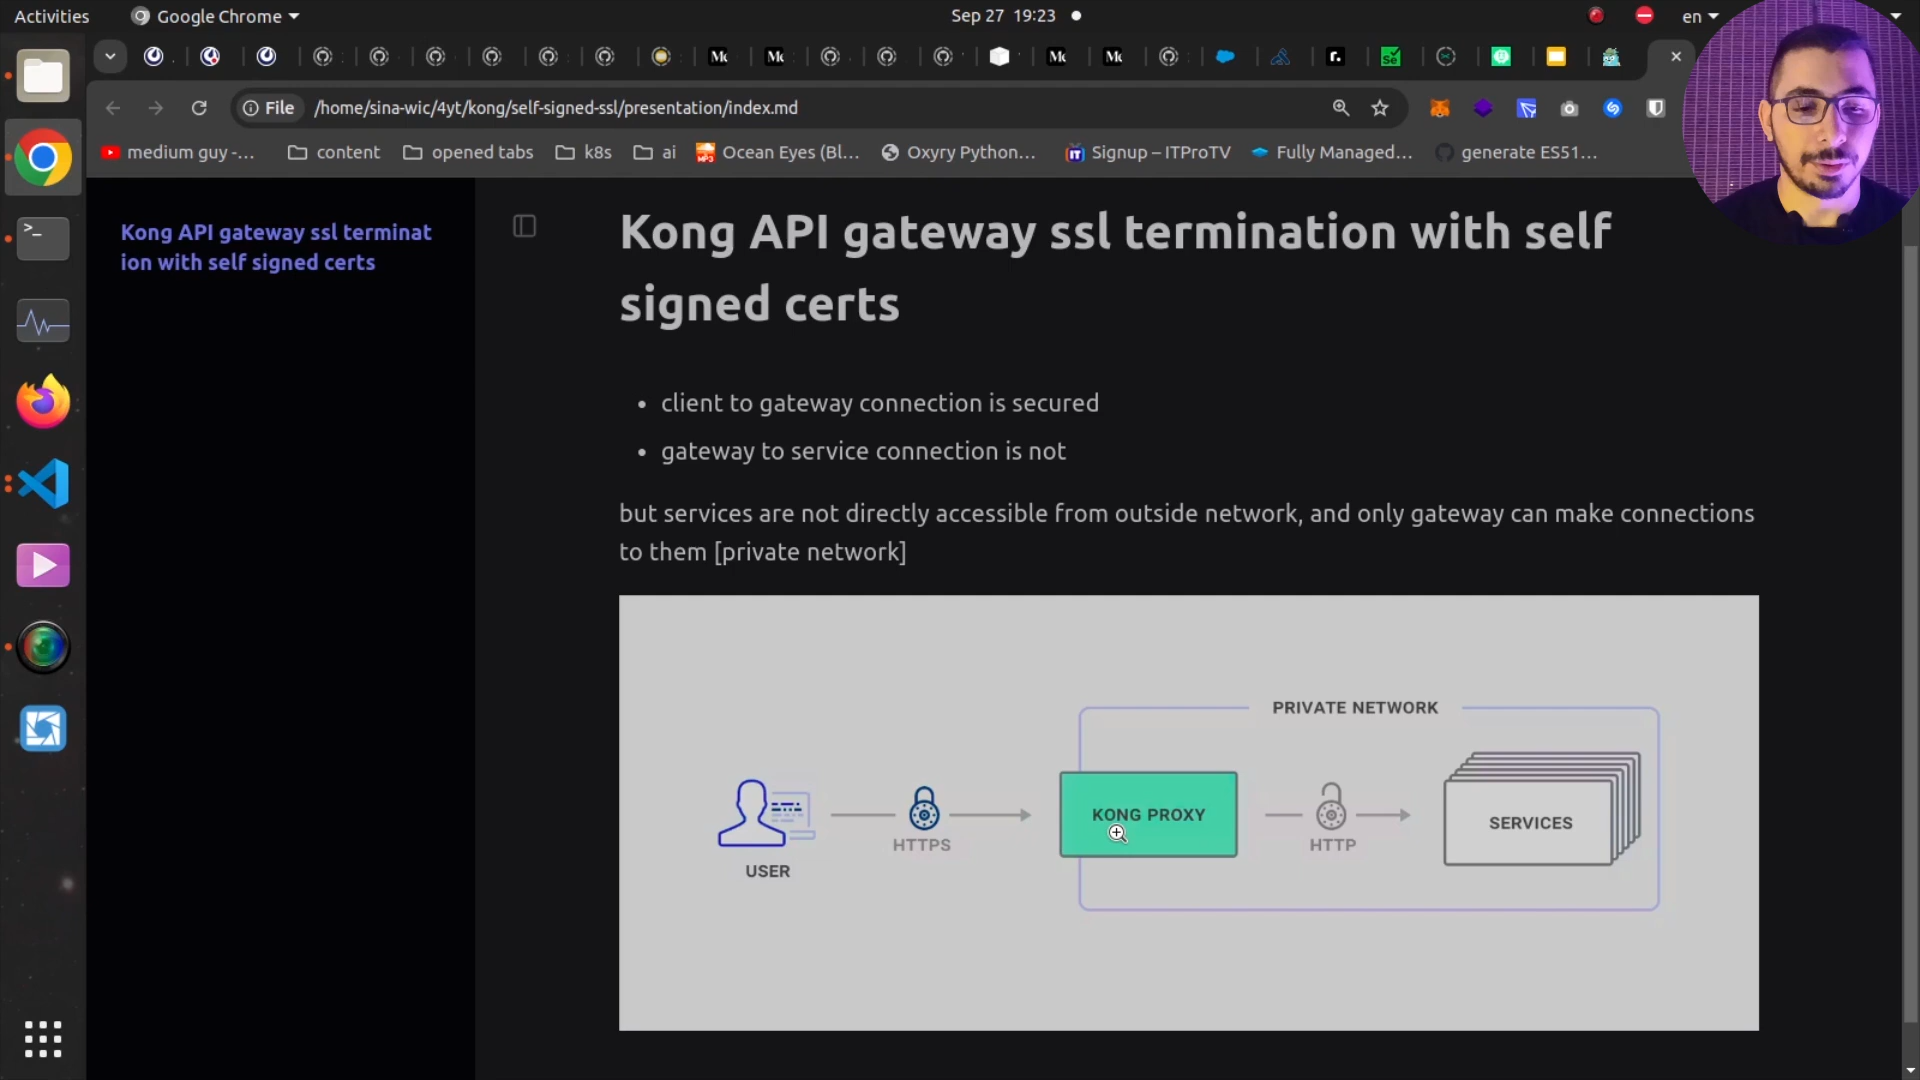 Activities
Google Chrome
Sep 27 19:23
en
File
/home/sina-wic/4yt/kong/self-signed-ssl/presentation/index.md
medium guy -...
content
opened tabs
k8s
ai
Ocean Eyes (Bl...
Oxyry Python...
Signup – ITProTV
Fully Managed...
generate ES51...
Kong API gateway ssl terminat
ion with self signed certs
Kong API gateway ssl termination with self
signed certs
• client to gateway connection is secured
• gateway to service connection is not
but services are not directly accessible from outside network, and only gateway can make connections
to them [private network]
PRIVATE NETWORK
USER
HTTPS
KONG PROXY
HTTP
SERVICES